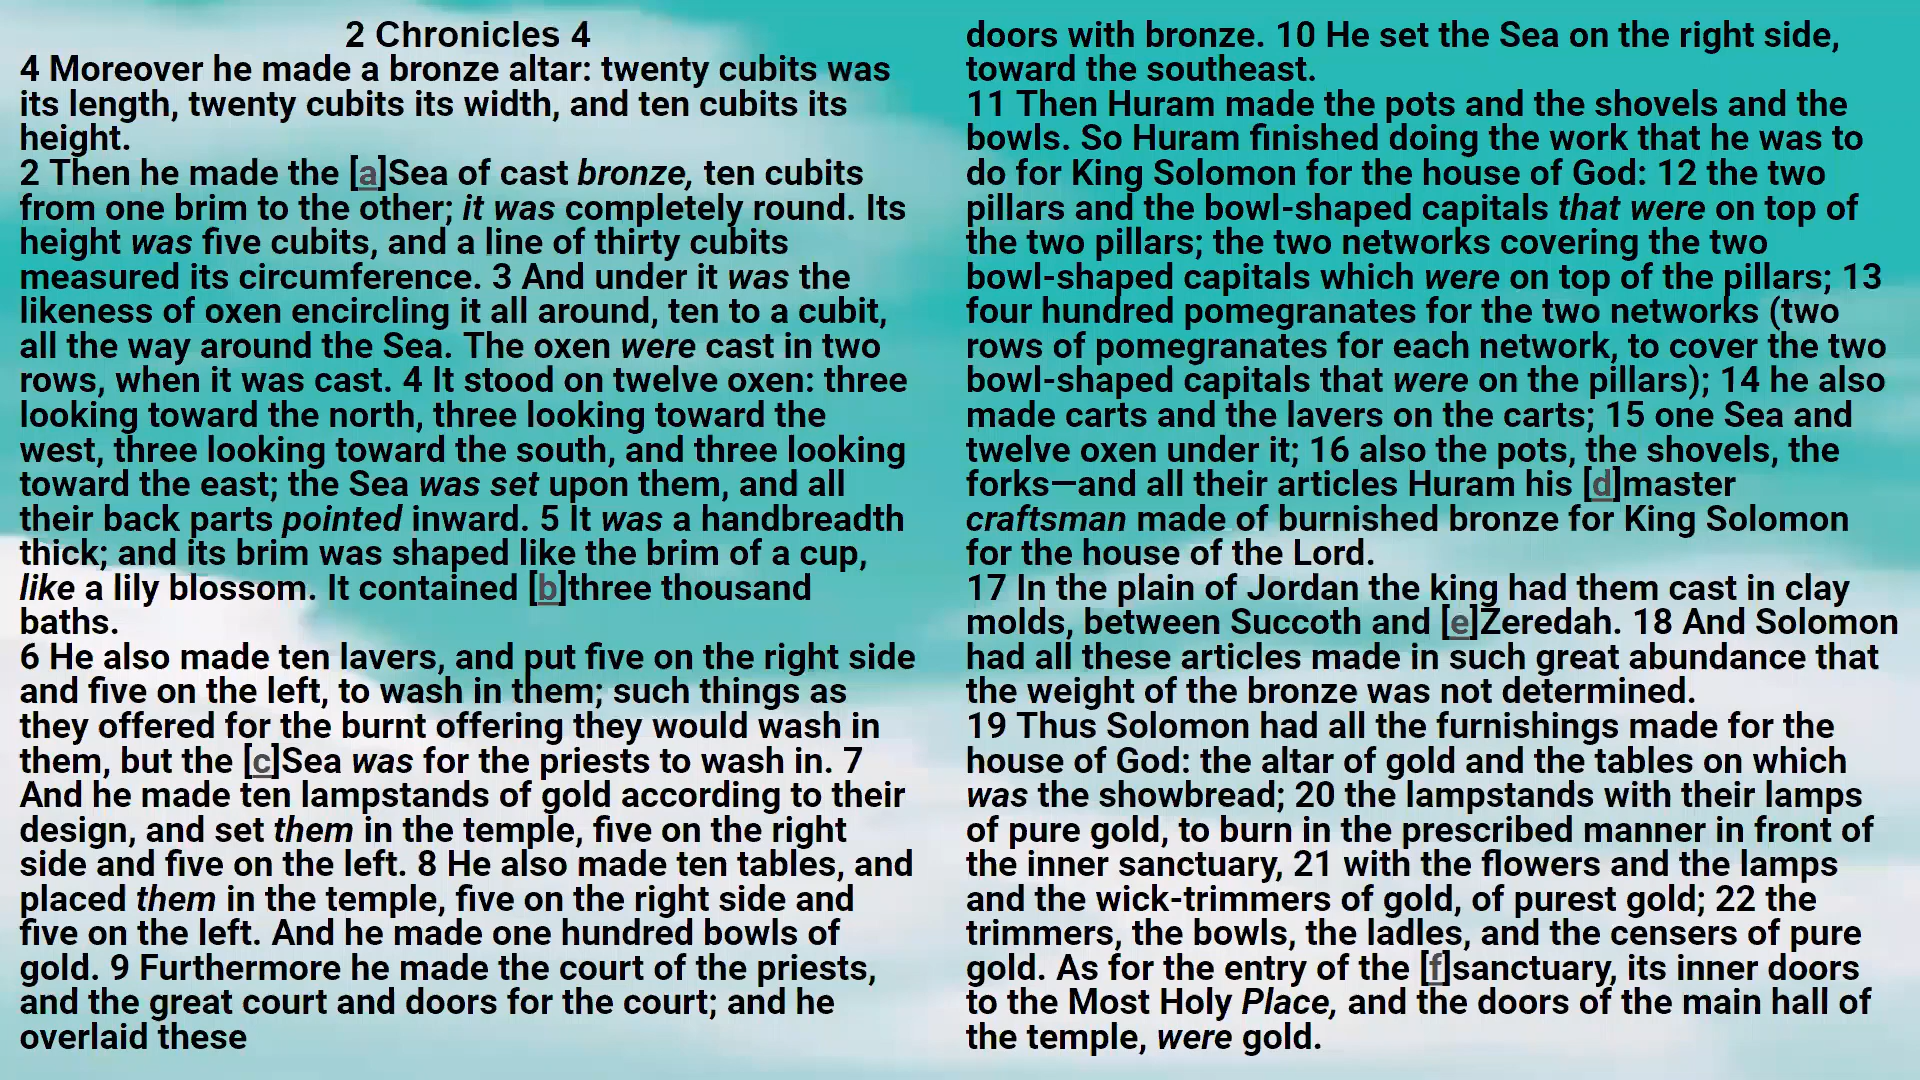 2 Chronicles 4
4 Moreover he made a bronze altar: twenty cubits was
its length, twenty cubits its width, and ten cubits its
height.
2 Then he made the [a]Sea of cast bronze, ten cubits
from one brim to the other; it was completely round. Its
height was five cubits, and a line of thirty cubits
measured its circumference. 3 And under it was the
likeness of oxen encircling it all around, ten to a cubit,
all the way around the Sea. The oxen were cast in two
rows, when it was cast. 4 It stood on twelve oxen: three
looking toward the north, three looking toward the
west, three looking toward the south, and three looking
toward the east; the Sea was set upon them, and all
their back parts pointed inward. 5 It was a handbreadth
thick; and its brim was shaped like the brim of a cup,
like a lily blossom. It contained [b]three thousand
baths.
6 He also made ten lavers, and put five on the right side
and five on the left, to wash in them; such things as
they offered for the burnt offering they would wash in
them, but the [c]Sea was for the priests to wash in. 7
And he made ten lampstands of gold according to their
design, and set them in the temple, five on the right
side and five on the left. 8 He also made ten tables, and
placed them in the temple, five on the right side and
five on the left. And he made one hundred bowls of
gold. 9 Furthermore he made the court of the priests,
and the great court and doors for the court; and he
overlaid these
doors with bronze. 10 He set the Sea on the right side,
toward the southeast.
11 Then Huram made the pots and the shovels and the
bowls. So Huram finished doing the work that he was to
do for King Solomon for the house of God: 12 the two
pillars and the bowl-shaped capitals that were on top of
the two pillars; the two networks covering the two
bowl-shaped capitals which were on top of the pillars; 13
four hundred pomegranates for the two networks (two
rows of pomegranates for each network, to cover the two
bowl-shaped capitals that were on the pillars); 14 he also
made carts and the lavers on the carts; 15 one Sea and
twelve oxen under it; 16 also the pots, the shovels, the
forks—and all their articles Huram his [d]master
craftsman made of burnished bronze for King Solomon
for the house of the Lord.
17 In the plain of Jordan the king had them cast in clay
molds, between Succoth and [e]Zeredah. 18 And Solomon
had all these articles made in such great abundance that
the weight of the bronze was not determined.
19 Thus Solomon had all the furnishings made for the
house of God: the altar of gold and the tables on which
was the showbread; 20 the lampstands with their lamps
of pure gold, to burn in the prescribed manner in front of
the inner sanctuary, 21 with the flowers and the lamps
and the wick-trimmers of gold, of purest gold; 22 the
trimmers, the bowls, the ladles, and the censers of pure
gold. As for the entry of the [f]sanctuary, its inner doors
to the Most Holy Place, and the doors of the main hall of
the temple, were gold.